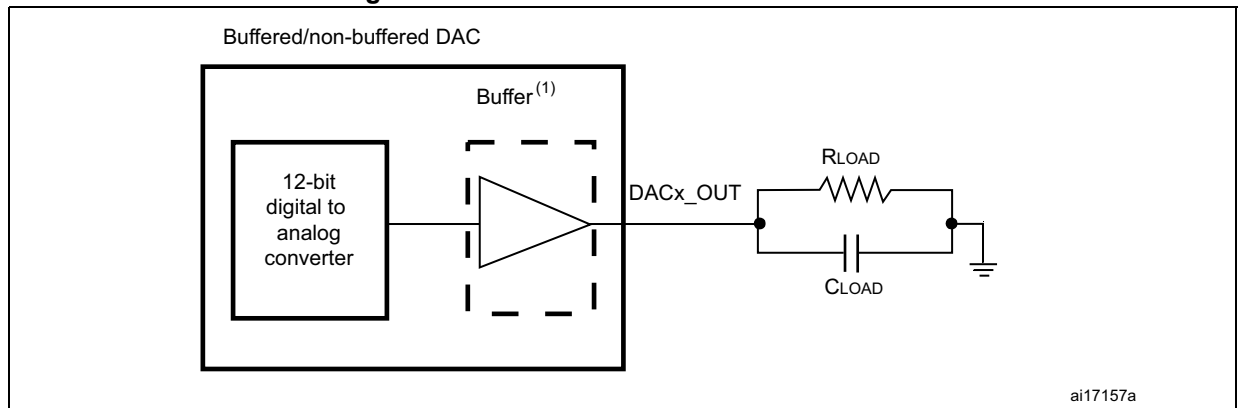 Buffered/non-buffered DAC
Buffer(1)
12-bit
digital to
analog
converter
DACx_OUT
RLOAD
CLOAD
ai17157a